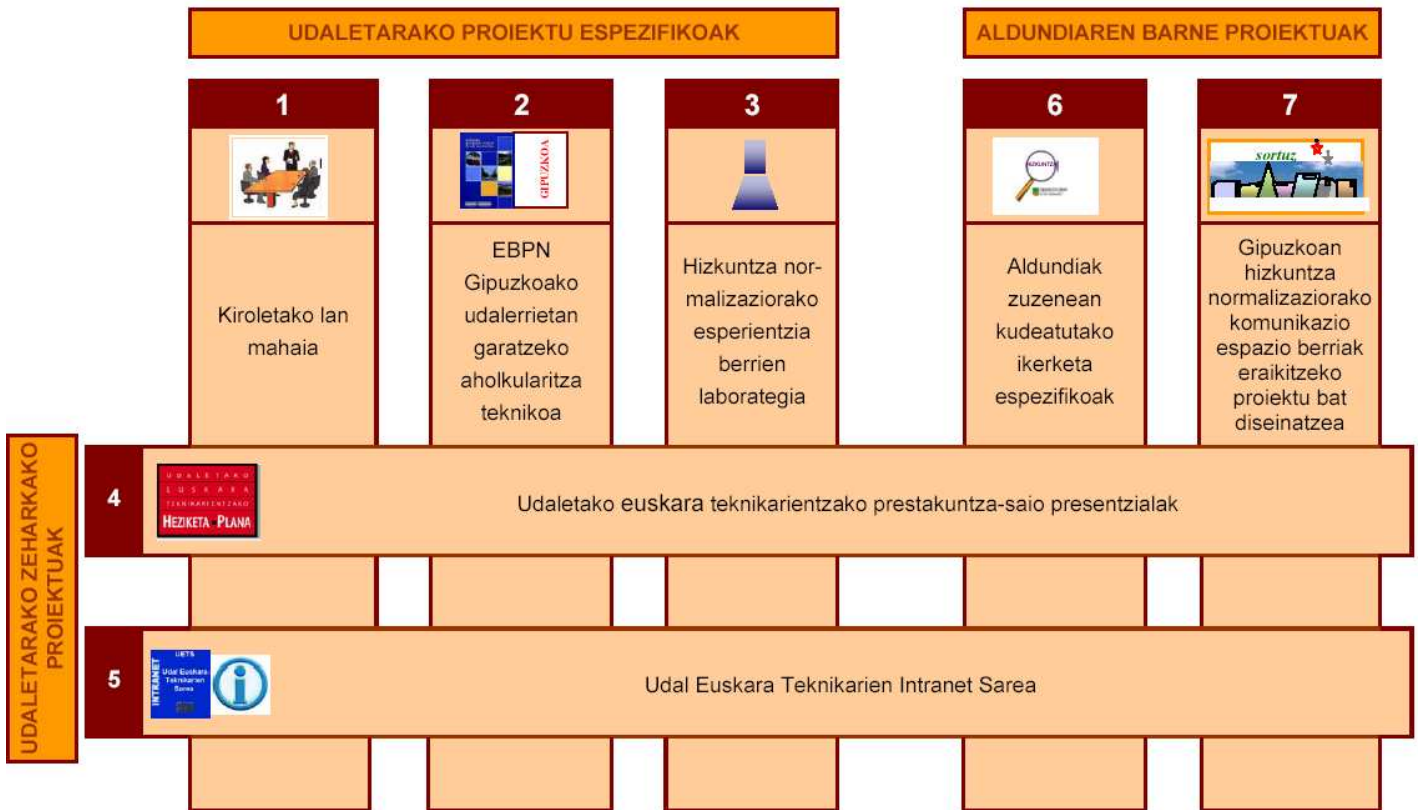 UDALETARAKO PROIEKTU ESPEZIFIKOAK
ALDUNDIAREN BARNE PROIEKTUAK
1
2
3
6
7
GIPUZKOA
HIZKUNTZA
sortuz
Kiroletako lan
mahaia
EBPN
Gipuzkoako
udalerrietan
garatzeko
aholkularitza
teknikoa
Hizkuntza nor-
malizaziorako
esperientzia
berrien
laborategia
Aldundiak
zuzenean
kudeatutako
ikerketa
espezifikoak
Gipuzkoan
hizkuntza
normalizaziorako
komunikazio
espazio berriak
eraikitzeko
proiektu bat
diseinatzea
UDALETARAKO ZEHARKAKO
PROIEKTUAK
4
UDALETAKO
EUSKARA
TEKNIKARIENTZAKO
HEZIKETA PLANA
Udaletako euskara teknikarientzako prestakuntza-saio presentzialak
5
INTRANET
UETS
Udal Euskara
Teknikarien
Sarea
Udal Euskara Teknikarien Intranet Sarea